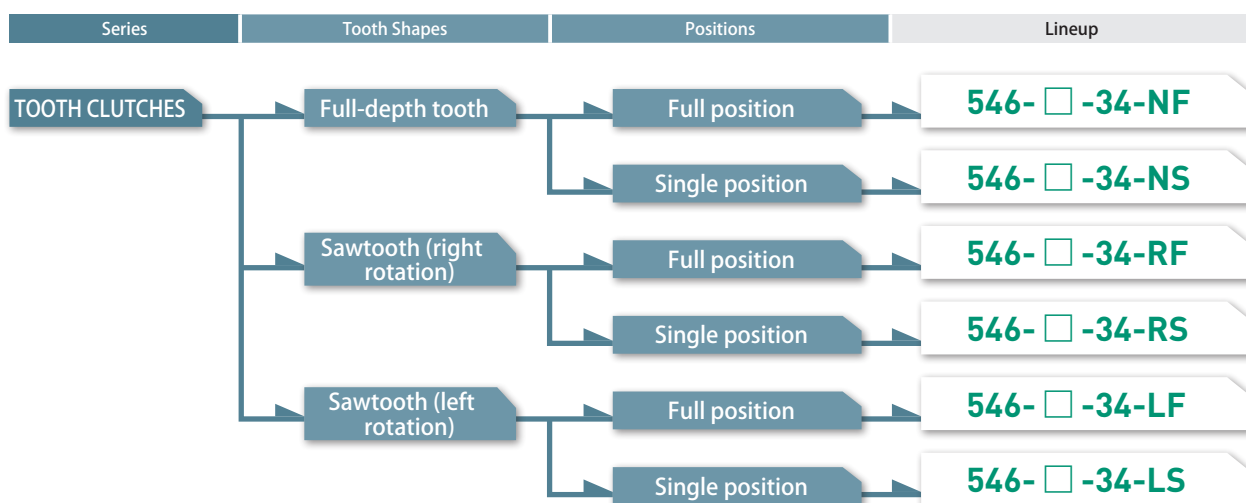 Series Tooth Shapes Positions Lineup
TOOTH CLUTCHES Full-depth tooth Full position 546- □ -34-NF
Single position 546- □ -34-NS
Sawtooth (right
rotation) Full position 546- □ -34-RF
Single position 546- □ -34-RS
Sawtooth (left
rotation) Full position 546- □ -34-LF
Single position 546- □ -34-LS